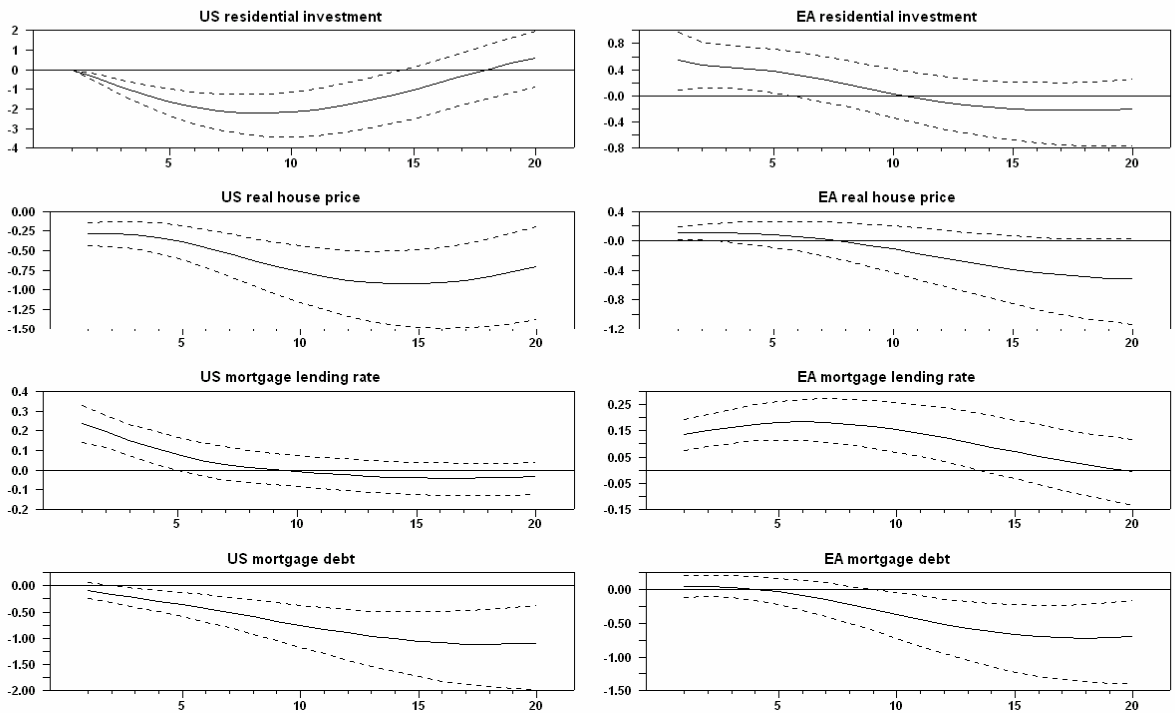 US residential investment
2
1
0
-1
-2
-3
-4
5 10 15 20
EA residential investment
0.8
0.4
-0.0
-0.4
-0.8
5 10 15 20
US real house price
0.00
-0.25
-0.50
-0.75
-1.00
-1.25
-1.50
5 10 15 20
EA real house price
0.4
-0.0
-0.4
-0.8
-1.2
5 10 15 20
US mortgage lending rate
0.4
0.3
0.2
0.1
0.0
-0.1
-0.2
5 10 15 20
EA mortgage lending rate
0.25
0.15
0.05
-0.05
-0.15
5 10 15 20
US mortgage debt
0.00
-0.50
-1.00
-1.50
-2.00
5 10 15 20
EA mortgage debt
0.00
-0.50
-1.00
-1.50
5 10 15 20